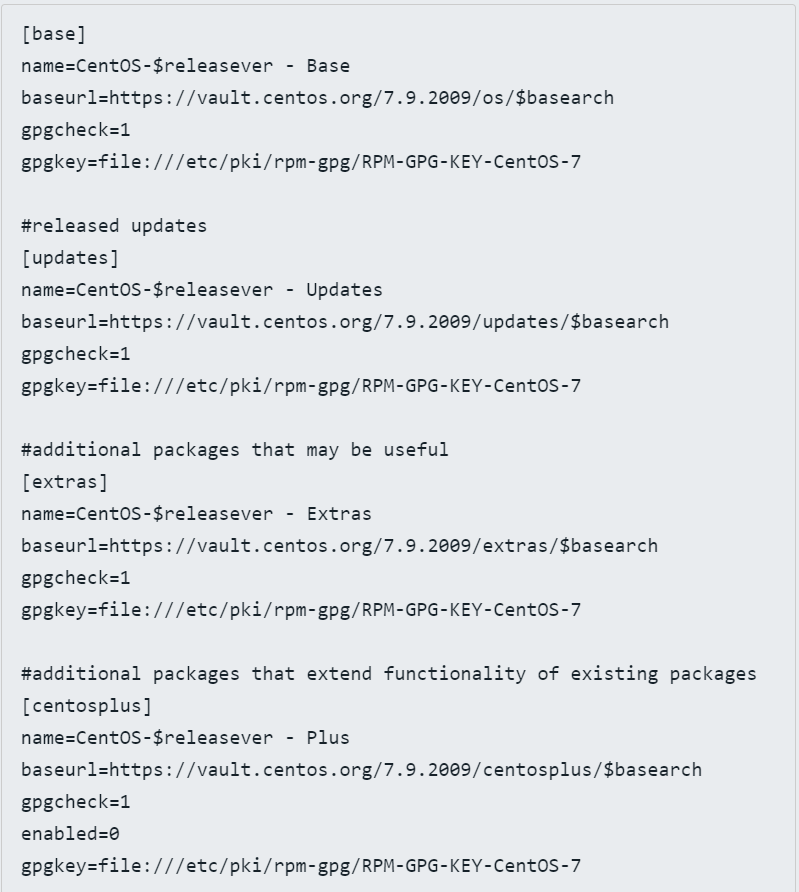 [base]
name=CentOS-$releasever - Base
baseurl=https://vault.centos.org/7.9.2009/os/$basearch
gpgcheck=1
gpgkey=file:///etc/pki/rpm-gpg/RPM-GPG-KEY-CentOS-7

#released updates
[updates]
name=CentOS-$releasever - Updates
baseurl=https://vault.centos.org/7.9.2009/updates/$basearch
gpgcheck=1
gpgkey=file:///etc/pki/rpm-gpg/RPM-GPG-KEY-CentOS-7

#additional packages that may be useful
[extras]
name=CentOS-$releasever - Extras
baseurl=https://vault.centos.org/7.9.2009/extras/$basearch
gpgcheck=1
gpgkey=file:///etc/pki/rpm-gpg/RPM-GPG-KEY-CentOS-7

#additional packages that extend functionality of existing packages
[centosplus]
name=CentOS-$releasever - Plus
baseurl=https://vault.centos.org/7.9.2009/centosplus/$basearch
gpgcheck=1
enabled=0
gpgkey=file:///etc/pki/rpm-gpg/RPM-GPG-KEY-CentOS-7